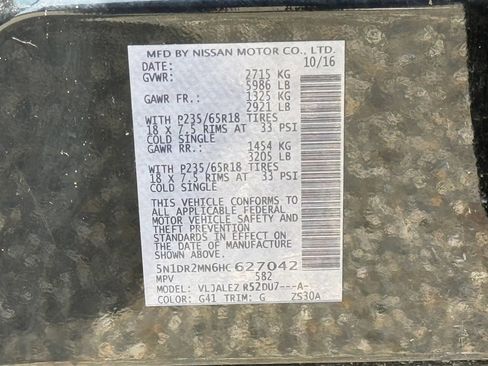 MFD BY NISSAN MOTOR CO., LTD.
DATE: 10/16
GVWR: 2715 KG
5986 LB
GAWR FR.: 1325 KG
2921 LB
WITH P235/65R18 TIRES
18 X 7.5 RIMS AT 33 PSI
COLD SINGLE
GAWR RR.: 1454 KG
3205 LB
WITH P235/65R18 TIRES
18 X 7.5 RIMS AT 33 PSI
COLD SINGLE
THIS VEHICLE CONFORMS TO
ALL APPLICABLE FEDERAL
MOTOR VEHICLE SAFETY AND
THEFT PREVENTION
STANDARDS IN EFFECT ON
THE DATE OF MANUFACTURE
SHOWN ABOVE.
5N1DR2MN6HC627042
MPV 582
MODEL: VLJALEZ R52DU7---A-
COLOR: G41 TRIM: G ZS30A